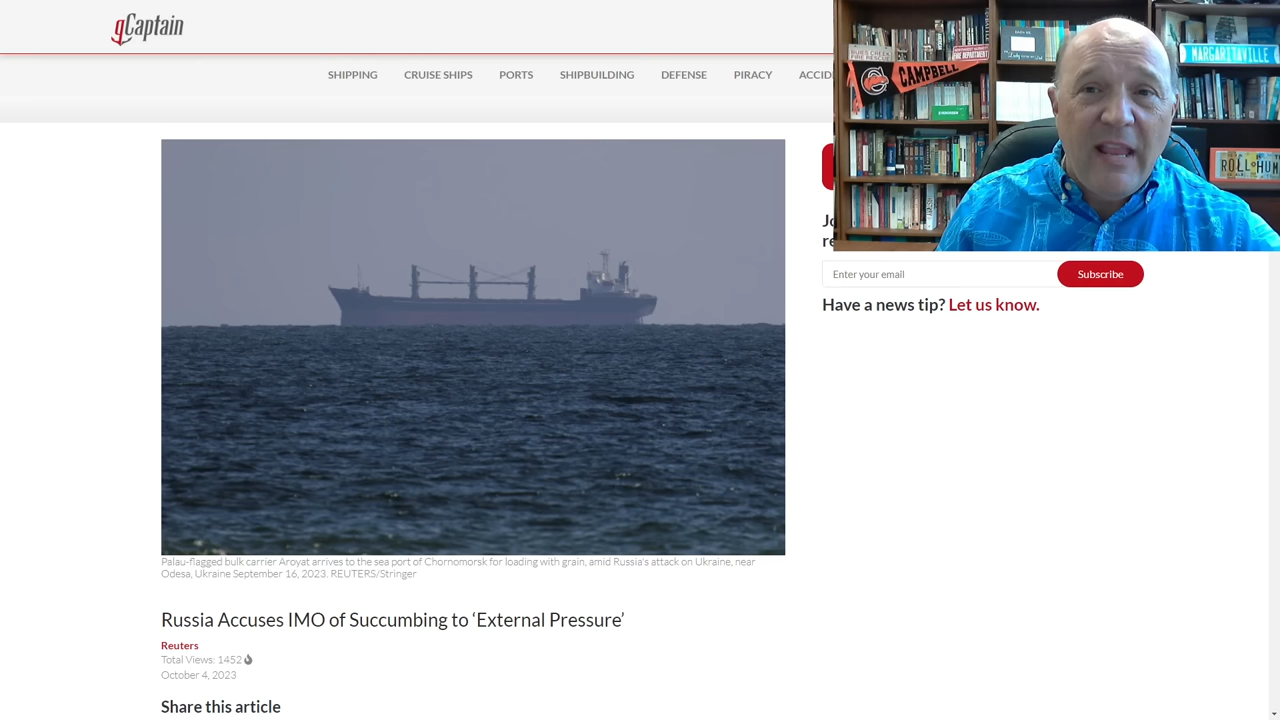 gCaptain
SHIPPING
CRUISE SHIPS
PORTS
SHIPBUILDING
DEFENSE
PIRACY
CAMPBELL
MARGARITAVILLE
Enter your email
Subscribe
Have a news tip? Let us know.
Palau-flagged bulk carrier Aroyat arrives to the sea port of Chornomorsk for loading with grain, amid Russia's attack on Ukraine, near
Odesa, Ukraine September 16, 2023. REUTERS/Stringer
Russia Accuses IMO of Succumbing to ‘External Pressure’
Reuters
Total Views: 1452
October 4, 2023
Share this article